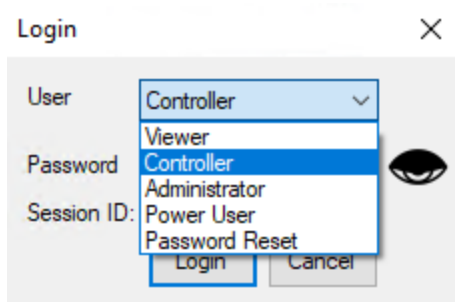 Login
User
Controller
Viewer
Password
Controller
Administrator
Session ID:
Power User
Password Reset
Login
Cancel